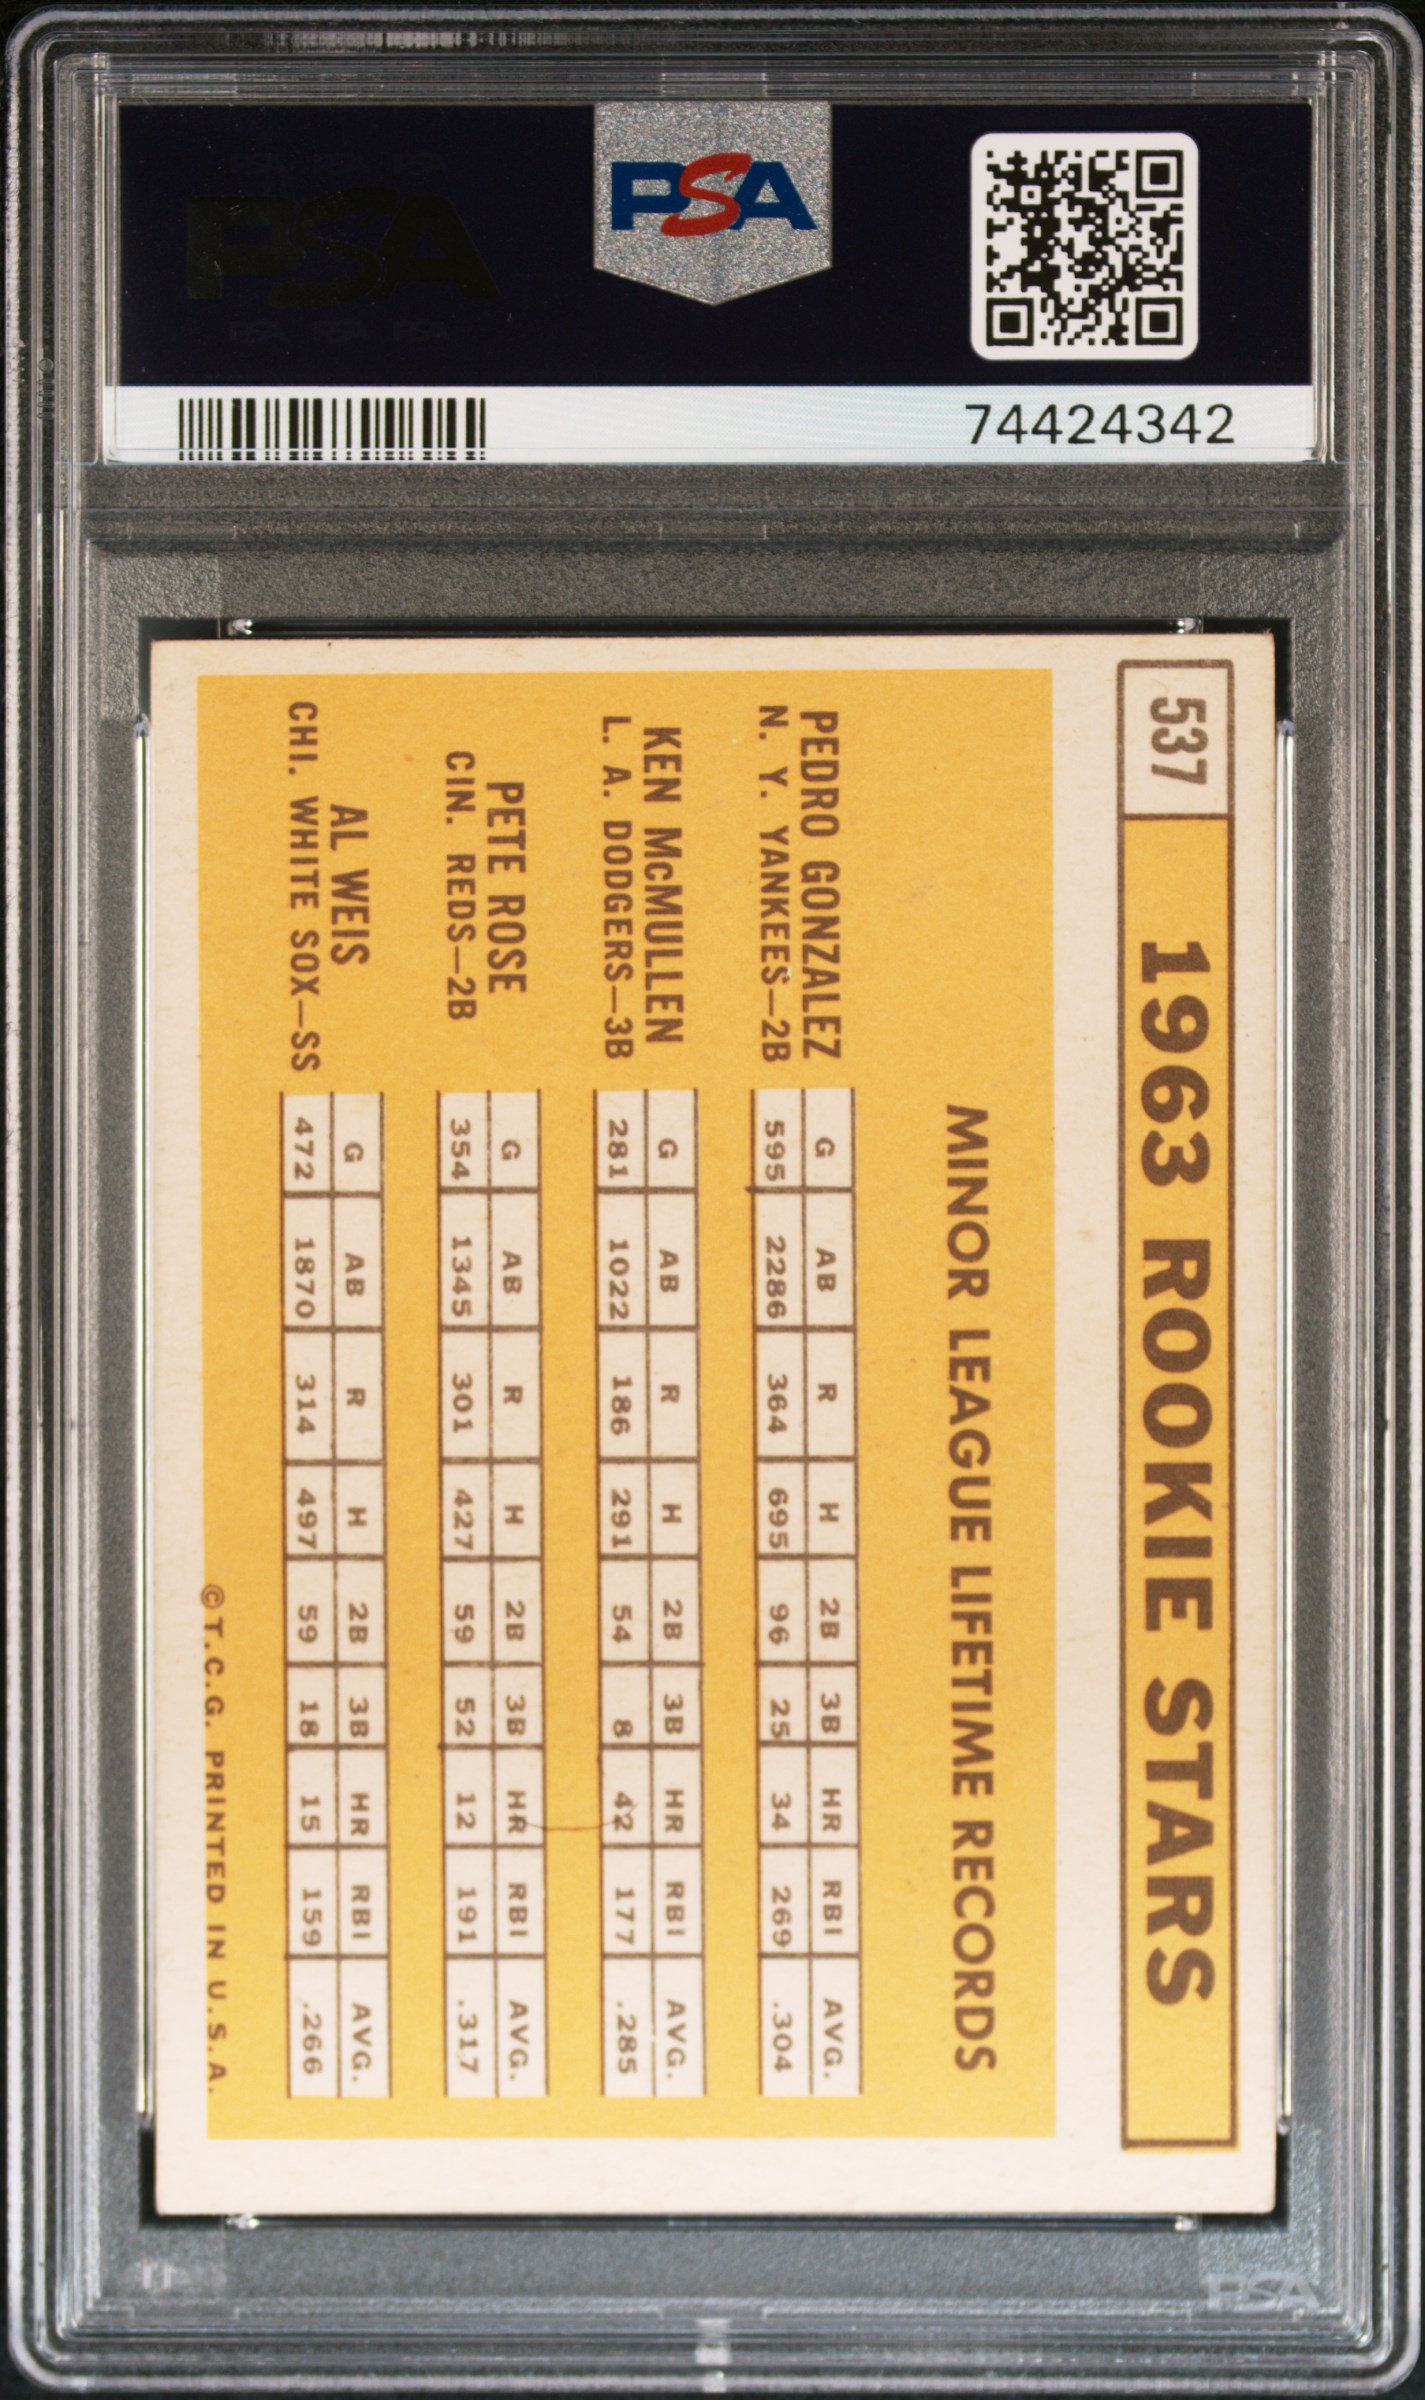 PSA
PSA
74424342
537
1963 ROOKIE STARS
MINOR LEAGUE LIFETIME RECORDS
PEDRO GONZALEZ
N. Y. YANKEES—2B
G AB R H 2B 3B HR RBI AVG.
595 2286 364 695 96 25 34 269 .304
KEN McMULLEN
L. A. DODGERS—3B
G AB R H 2B 3B HR RBI AVG.
281 1022 186 291 54 8 42 177 .285
PETE ROSE
CIN. REDS—2B
G AB R H 2B 3B HR RBI AVG.
354 1345 301 427 59 52 12 191 .317
AL WEIS
CHI. WHITE SOX—SS
G AB R H 2B 3B HR RBI AVG.
472 1870 314 497 59 18 15 159 .266
©T.C.G. PRINTED IN U.S.A.
PSA